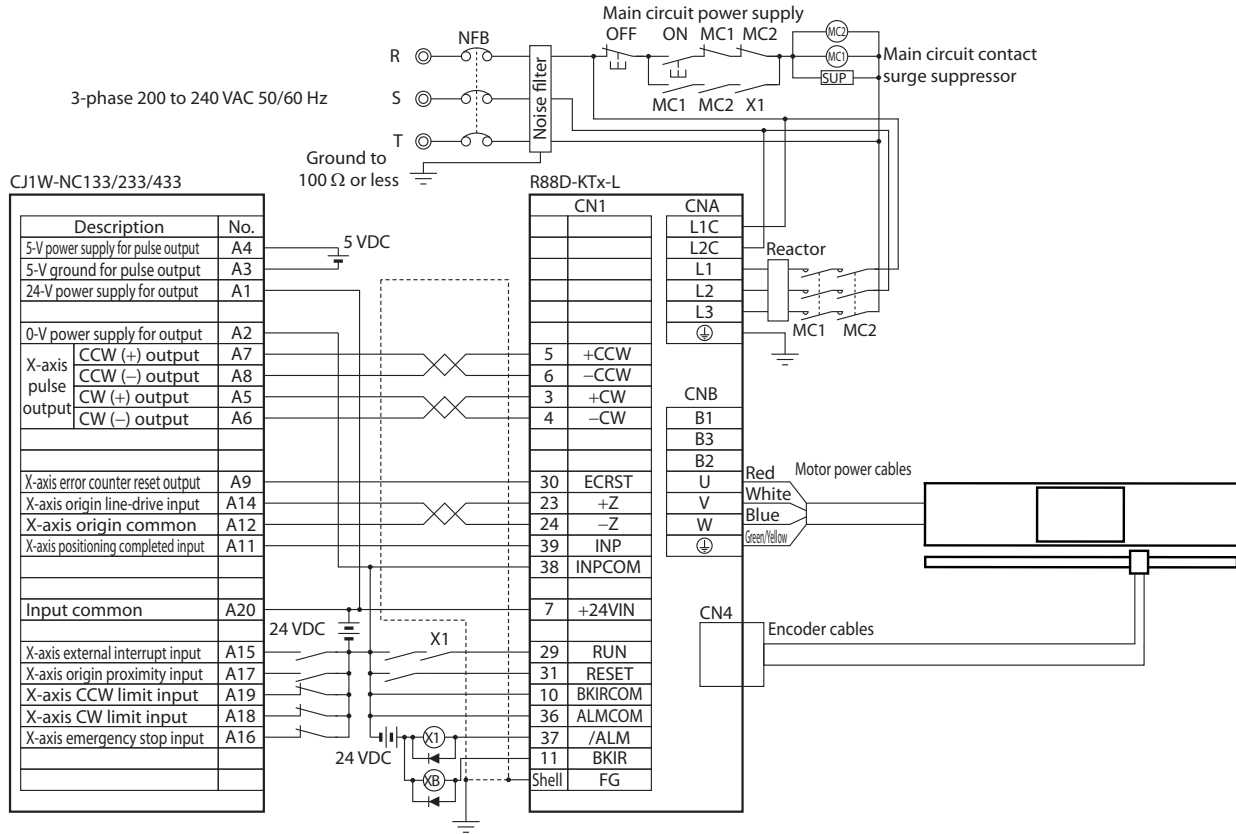 Main circuit power supply
OFF ON MC1 MC2
MC2
NFB
R
MC1
Main circuit contact
surge suppressor
SUP
MC1 MC2 X1
3-phase 200 to 240 VAC 50/60 Hz
S
Noise filter
T
Ground to
100 Ω or less
CJ1W-NC133/233/433
Description No.
5-V power supply for pulse output A4
5-V ground for pulse output A3
24-V power supply for output A1
0-V power supply for output A2
X-axis pulse output
CCW (+) output A7
CCW (−) output A8
CW (+) output A5
CW (−) output A6
X-axis error counter reset output A9
X-axis origin line-drive input A14
X-axis origin common A12
X-axis positioning completed input A11
Input common A20
X-axis external interrupt input A15
X-axis origin proximity input A17
X-axis CCW limit input A19
X-axis CW limit input A18
X-axis emergency stop input A16
5 VDC
24 VDC
X1
24 VDC
X1
XB
R88D-KTx-L
CN1
5 +CCW
6 −CCW
3 +CW
4 −CW
30 ECRST
23 +Z
24 −Z
39 INP
38 INPCOM
7 +24VIN
29 RUN
31 RESET
10 BKIRCOM
36 ALMCOM
37 /ALM
11 BKIR
Shell FG
CNA
L1C
L2C
L1
L2
L3
Reactor
MC1 MC2
CNB
B1
B3
B2
U
V
W
Red
White
Blue
Green/Yellow
Motor power cables
CN4
Encoder cables